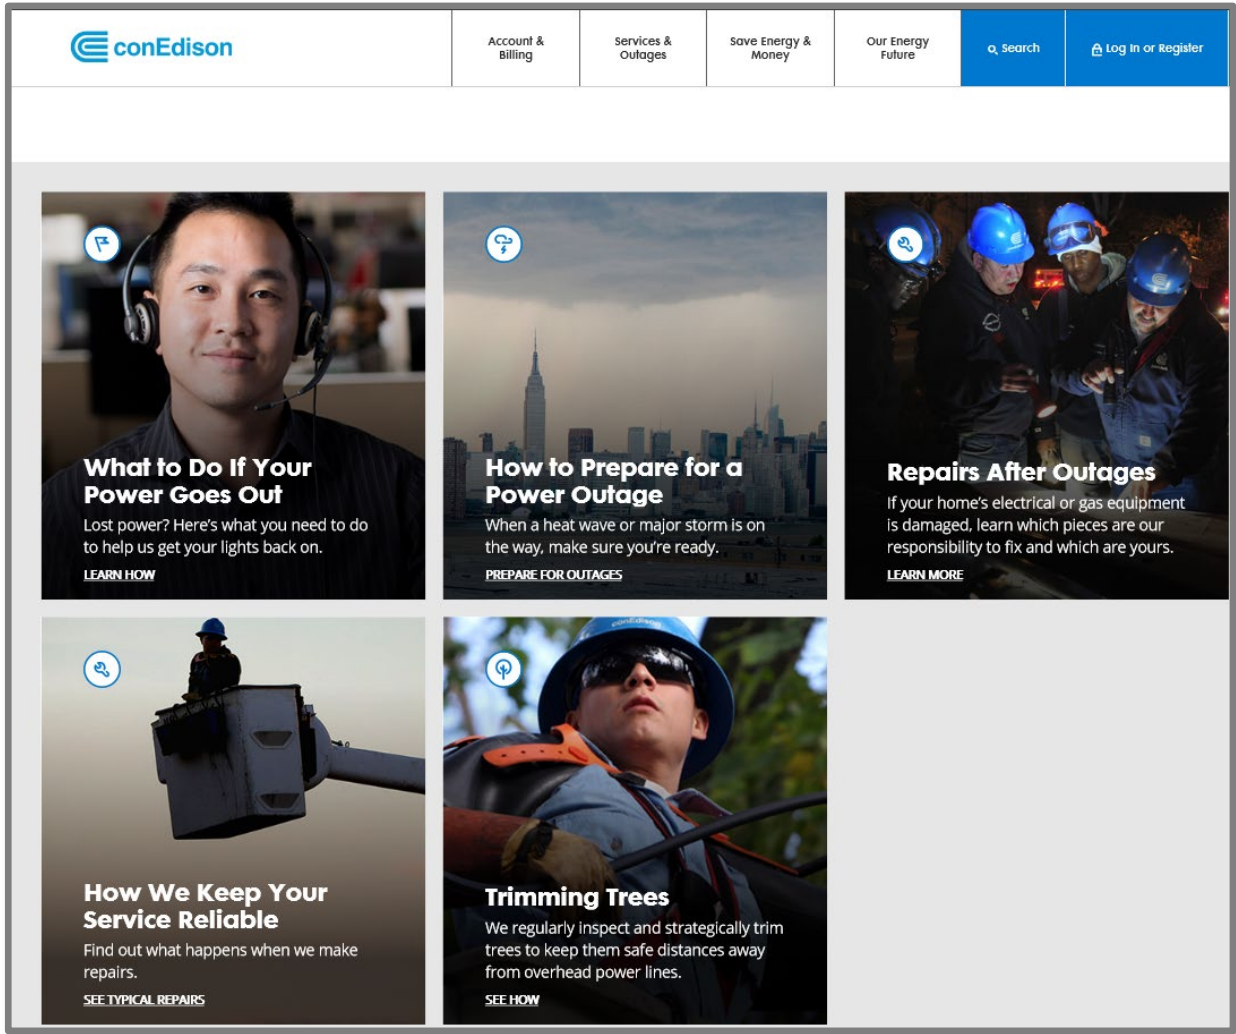 conEdison
Account &
Billing
Services &
Outages
Save Energy &
Money
Our Energy
Future
Search
Log In or Register
What to Do If Your
Power Goes Out
Lost power? Here's what you need to do
to help us get your lights back on.
LEARN HOW
How to Prepare for a
Power Outage
When a heat wave or major storm is on
the way, make sure you're ready.
PREPARE FOR OUTAGES
Repairs After Outages
If your home's electrical or gas equipment
is damaged, learn which pieces are our
responsibility to fix and which are yours.
LEARN MORE
How We Keep Your
Service Reliable
Find out what happens when we make
repairs.
SEE TYPICAL REPAIRS
conEdison
Trimming Trees
We regularly inspect and strategically trim
trees to keep them safe distances away
from overhead power lines.
SEE HOW